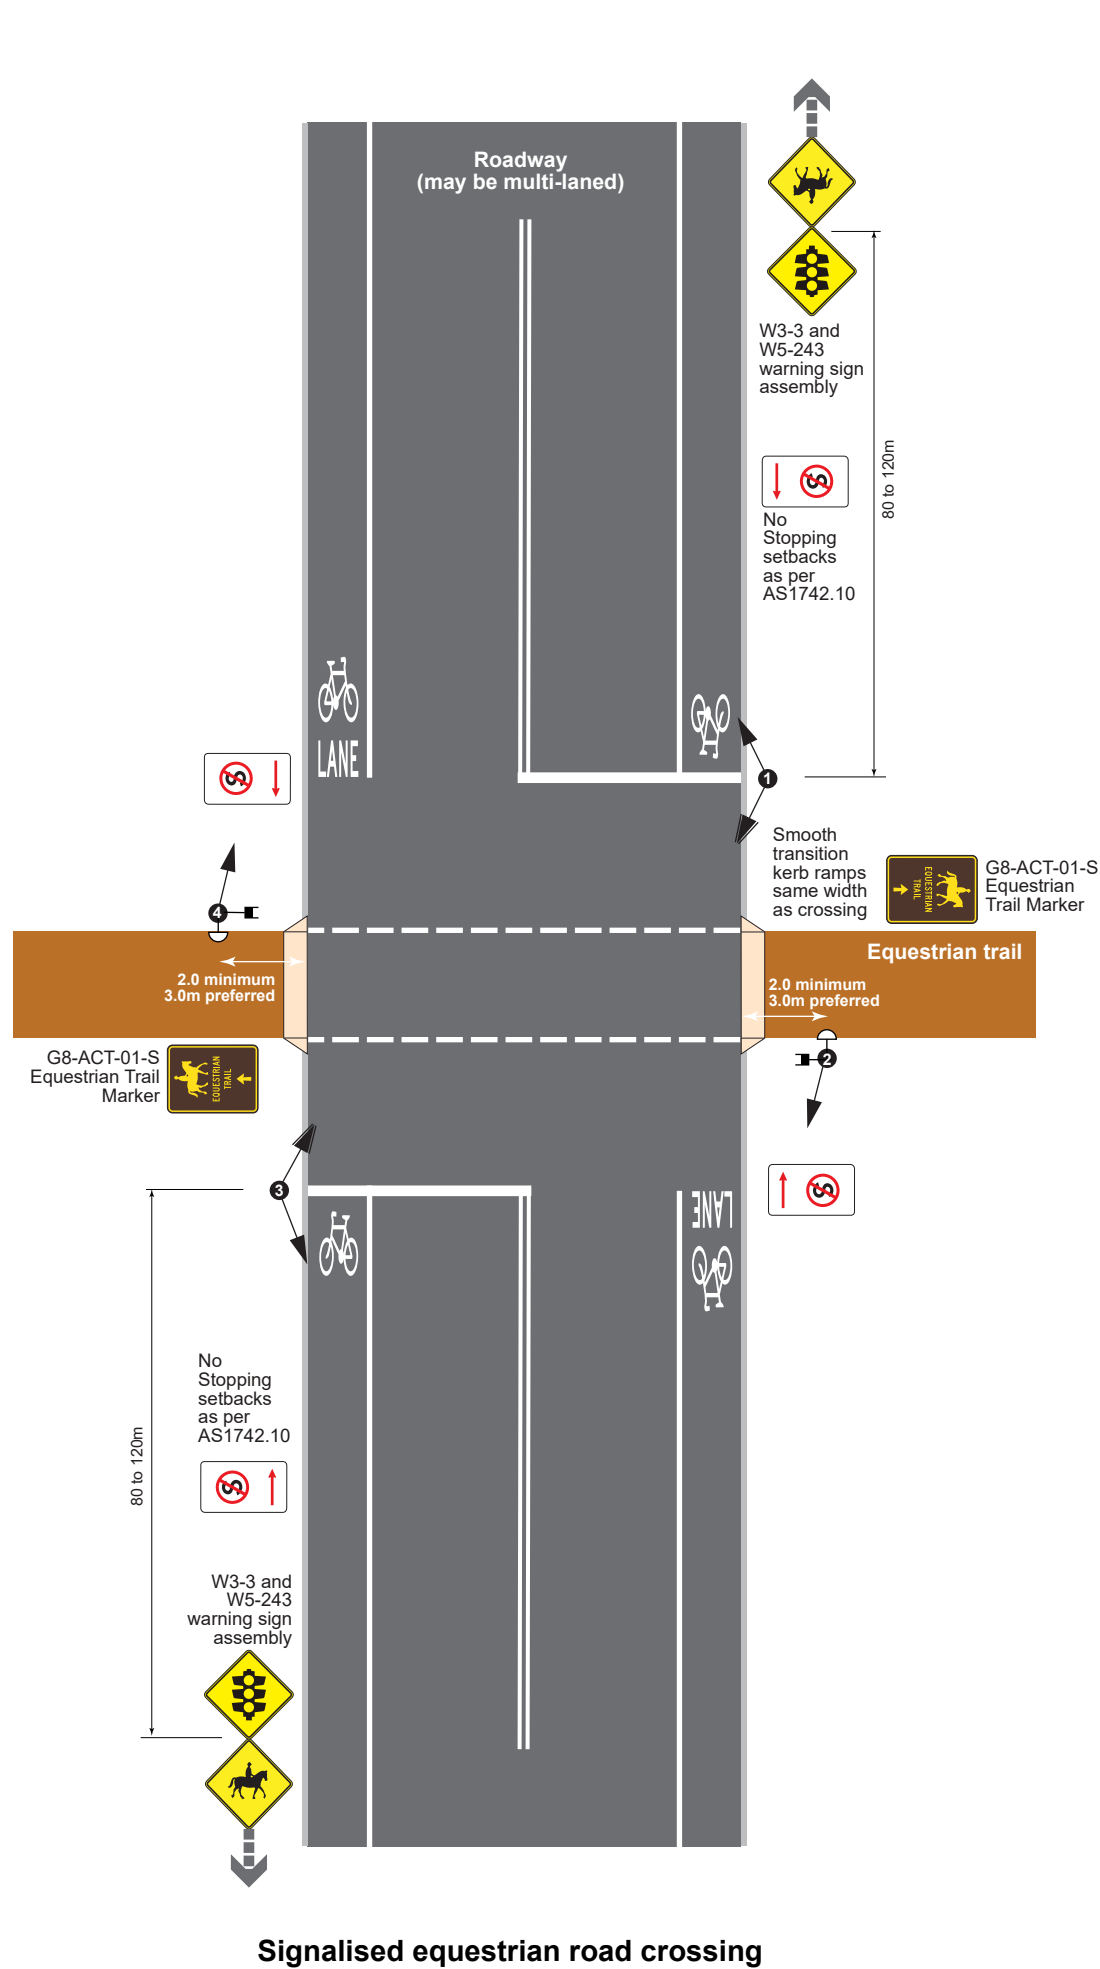 Roadway
(may be multi-laned)
W3-3 and
W5-243
warning sign
assembly
80 to 120m
S
No
Stopping
setbacks
as per
AS1742.10
LANE
S
1
Smooth
transition
kerb ramps
same width
as crossing
EQUESTRIAN
TRAIL
G8-ACT-01-S
Equestrian
Trail Marker
4
Equestrian trail
2.0 minimum
3.0m preferred
2.0 minimum
3.0m preferred
G8-ACT-01-S
Equestrian Trail
Marker
EQUESTRIAN
TRAIL
2
3
S
LANE
No
Stopping
setbacks
as per
AS1742.10
S
80 to 120m
W3-3 and
W5-243
warning sign
assembly
Signalised equestrian road crossing